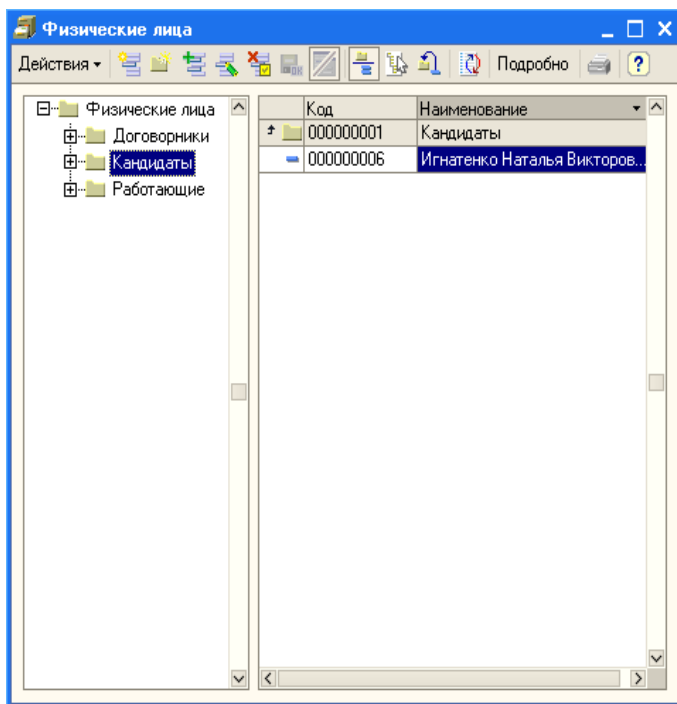 Физические лица
Действия Подробно ?
Физические лица
Договорники
Кандидаты
Работающие
Код Наименование
000000001 Кандидаты
000000006 Игнатенко Наталья Викторов...